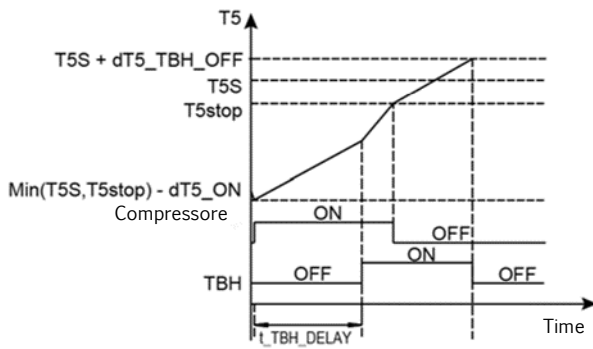 T5
T5S + dT5_TBH_OFF
T5S
T5stop
Min(T5S,T5stop) - dT5_ON
Compressore
ON
OFF
ON
TBH
OFF
OFF
Time
t_TBH_DELAY